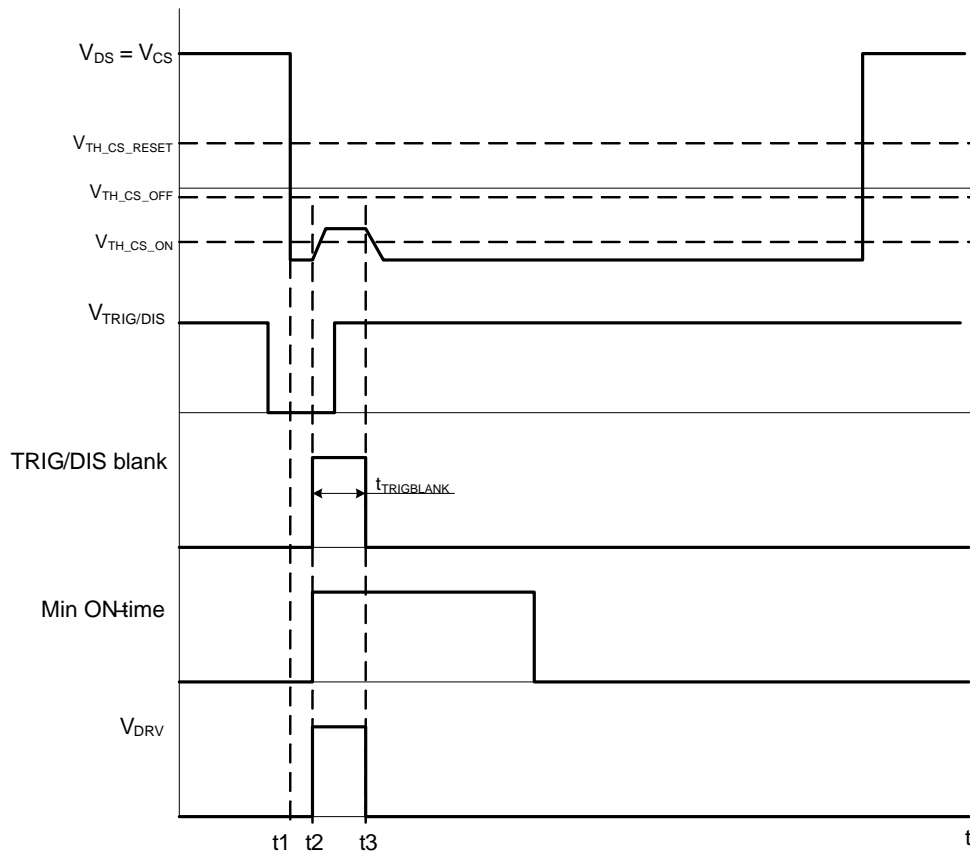 VDS = VCS
VTH_CS_RESET
VTH_CS_OFF
VTH_CS_ON
VTRIG/DIS
TRIG/DIS blank
tTRIGBLANK
Min ON-time
VDRV
t1 t2 t3 t